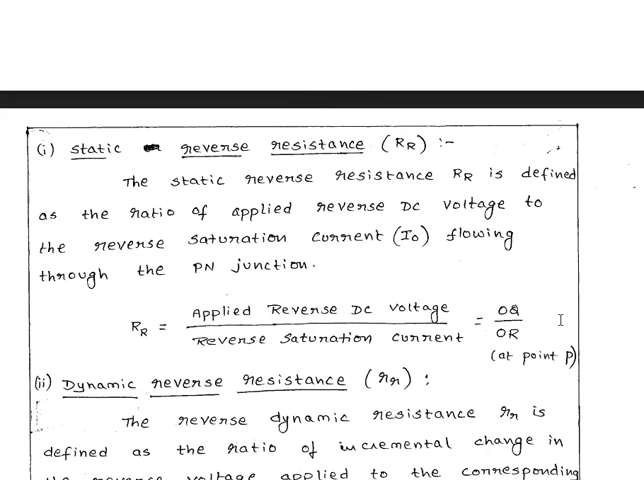 (i) static reverse resistance (RR) :-
The static reverse resistance RR is defined
as the ratio of applied reverse DC voltage to
the reverse saturation current (Io) flowing
through the PN junction.
RR = Applied Reverse DC voltage / Reverse saturation current = OQ / OR
(at point P)
(ii) Dynamic reverse resistance (rr) :
The reverse dynamic resistance rr is
defined as the ratio of incremental change in
the reverse voltage applied to the corresponding